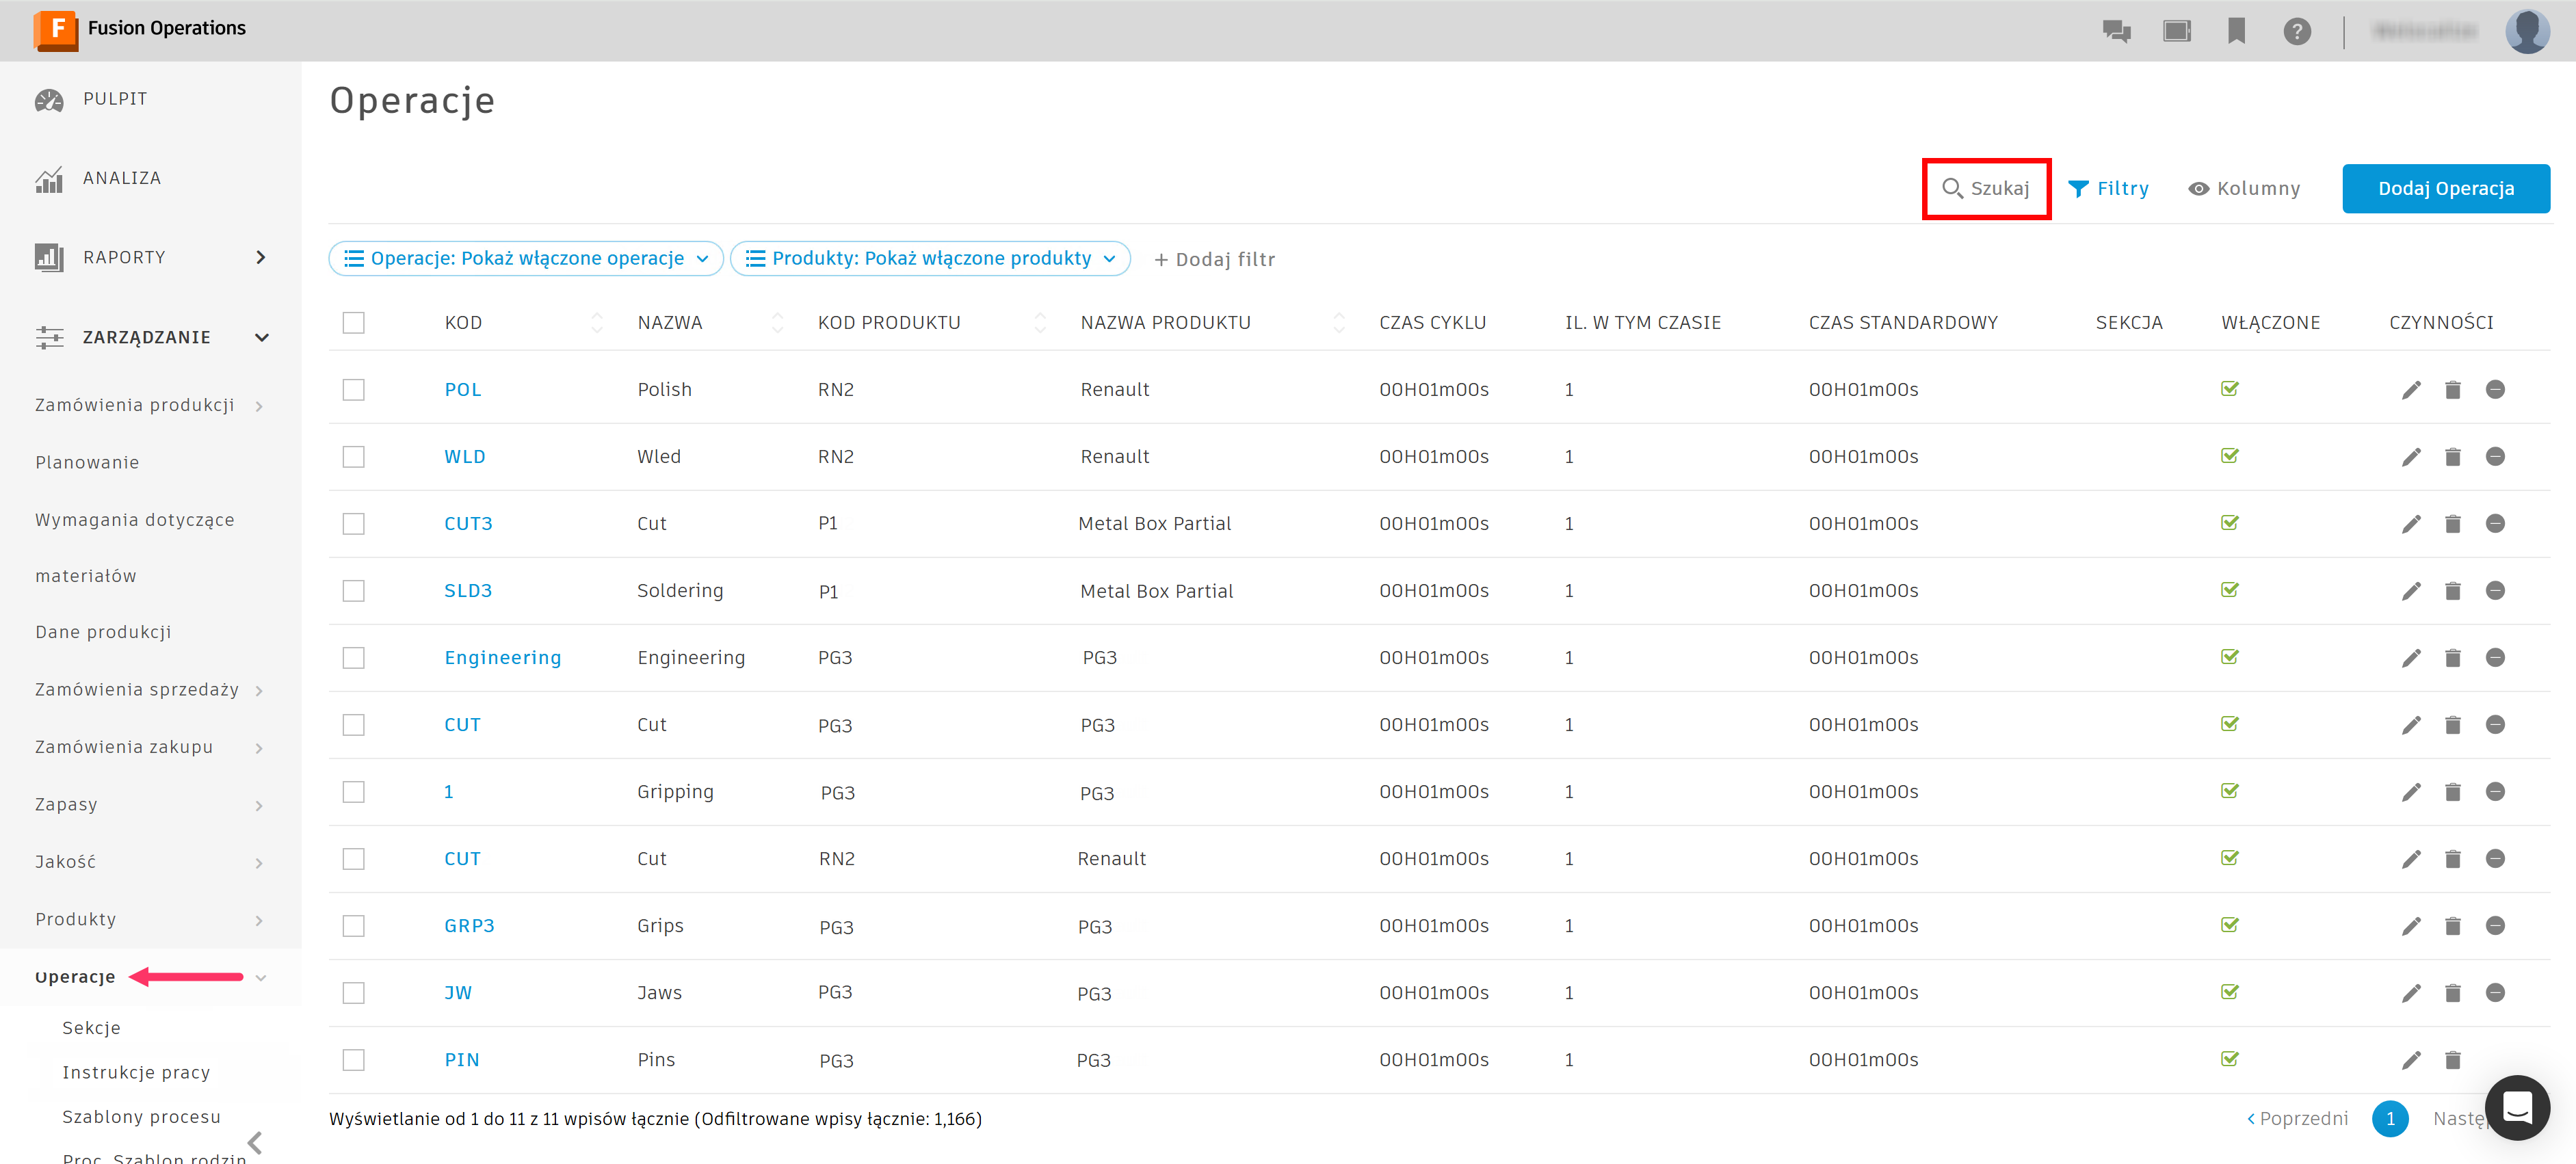 F Fusion Operations
PULPIT
ANALIZA
RAPORTY
ZARZĄDZANIE
Zamówienia produkcji
Planowanie
Wymagania dotyczące
materiałów
Dane produkcji
Zamówienia sprzedaży
Zamówienia zakupu
Zapasy
Jakość
Produkty
Operacje
Sekcje
Instrukcje pracy
Szablony procesu
Proc. Szablon rodzin
Operacje
Szukaj Filtry Kolumny Dodaj Operacja
Operacje: Pokaż włączone operacje Produkty: Pokaż włączone produkty + Dodaj filtr
KOD NAZWA KOD PRODUKTU NAZWA PRODUKTU CZAS CYKLU IL. W TYM CZASIE CZAS STANDARDOWY SEKCJA WŁĄCZONE CZYNNOŚCI
POL Polish RN2 Renault 00H01m00s 1 00H01m00s
WLD Wled RN2 Renault 00H01m00s 1 00H01m00s
CUT3 Cut P1 Metal Box Partial 00H01m00s 1 00H01m00s
SLD3 Soldering P1 Metal Box Partial 00H01m00s 1 00H01m00s
Engineering Engineering PG3 PG3 00H01m00s 1 00H01m00s
CUT Cut PG3 PG3 00H01m00s 1 00H01m00s
1 Gripping PG3 PG3 00H01m00s 1 00H01m00s
CUT Cut RN2 Renault 00H01m00s 1 00H01m00s
GRP3 Grips PG3 PG3 00H01m00s 1 00H01m00s
JW Jaws PG3 PG3 00H01m00s 1 00H01m00s
PIN Pins PG3 PG3 00H01m00s 1 00H01m00s
Wyświetlanie od 1 do 11 z 11 wpisów łącznie (Odfiltrowane wpisy łącznie: 1,166)
Poprzedni 1